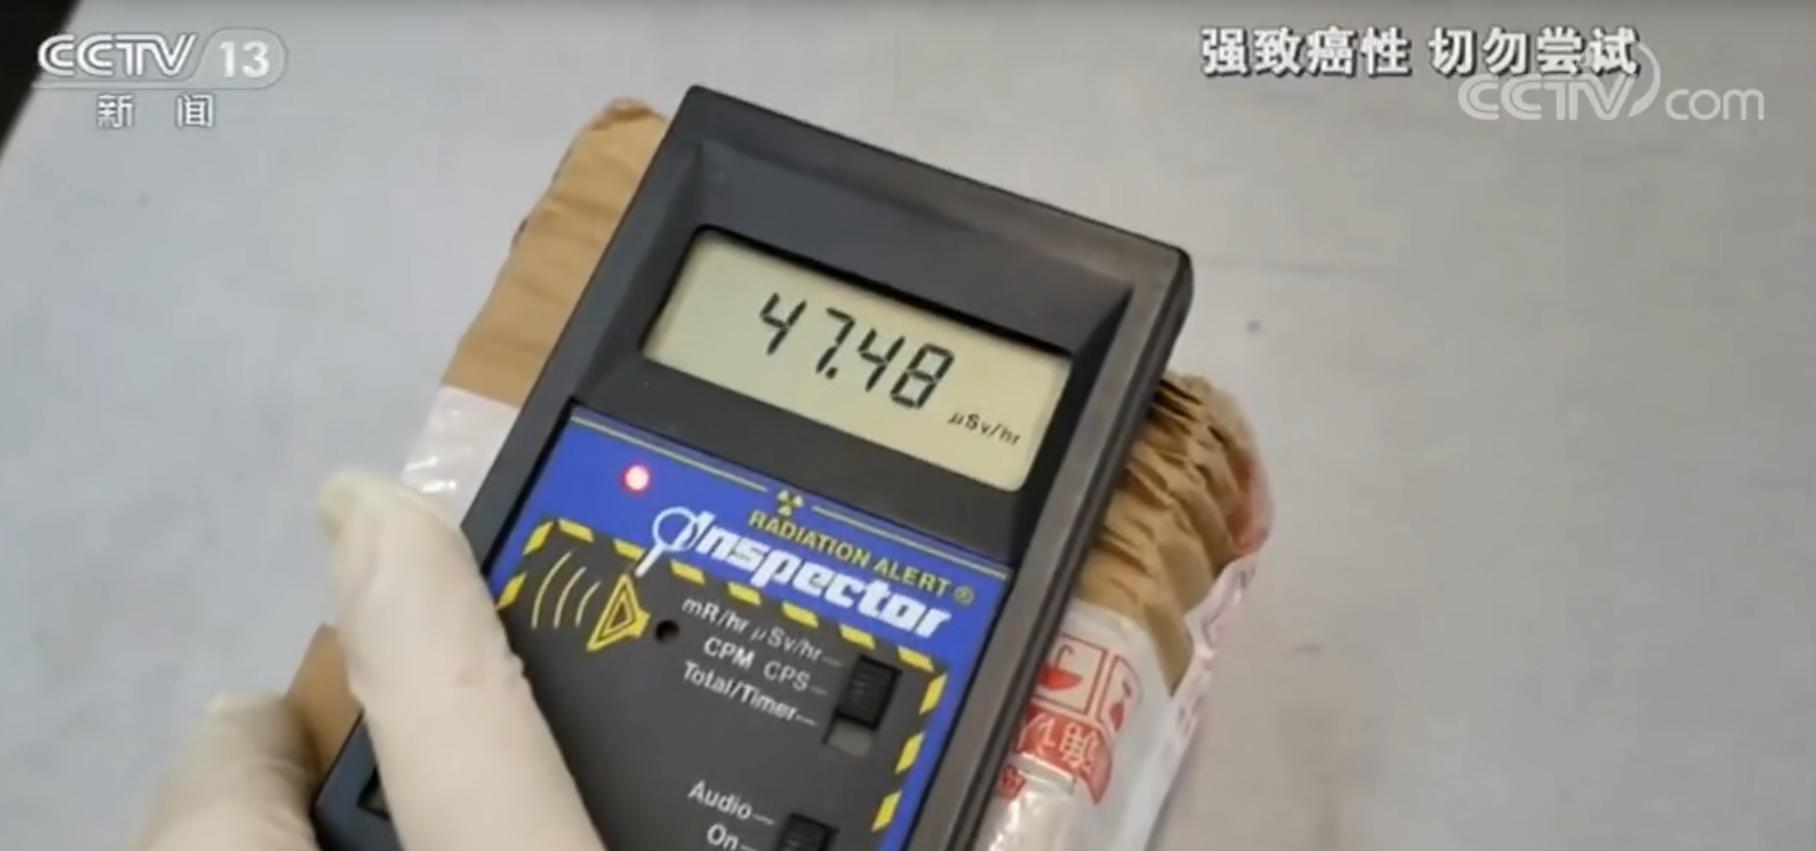 CCTV 13
新闻
强致癌性 切勿尝试
CCTV com
47.48
μSv/hr
RADIATION ALERT®
Inspector
mR/hr μSv/hr
CPM CPS
Total/Timer
Audio
On